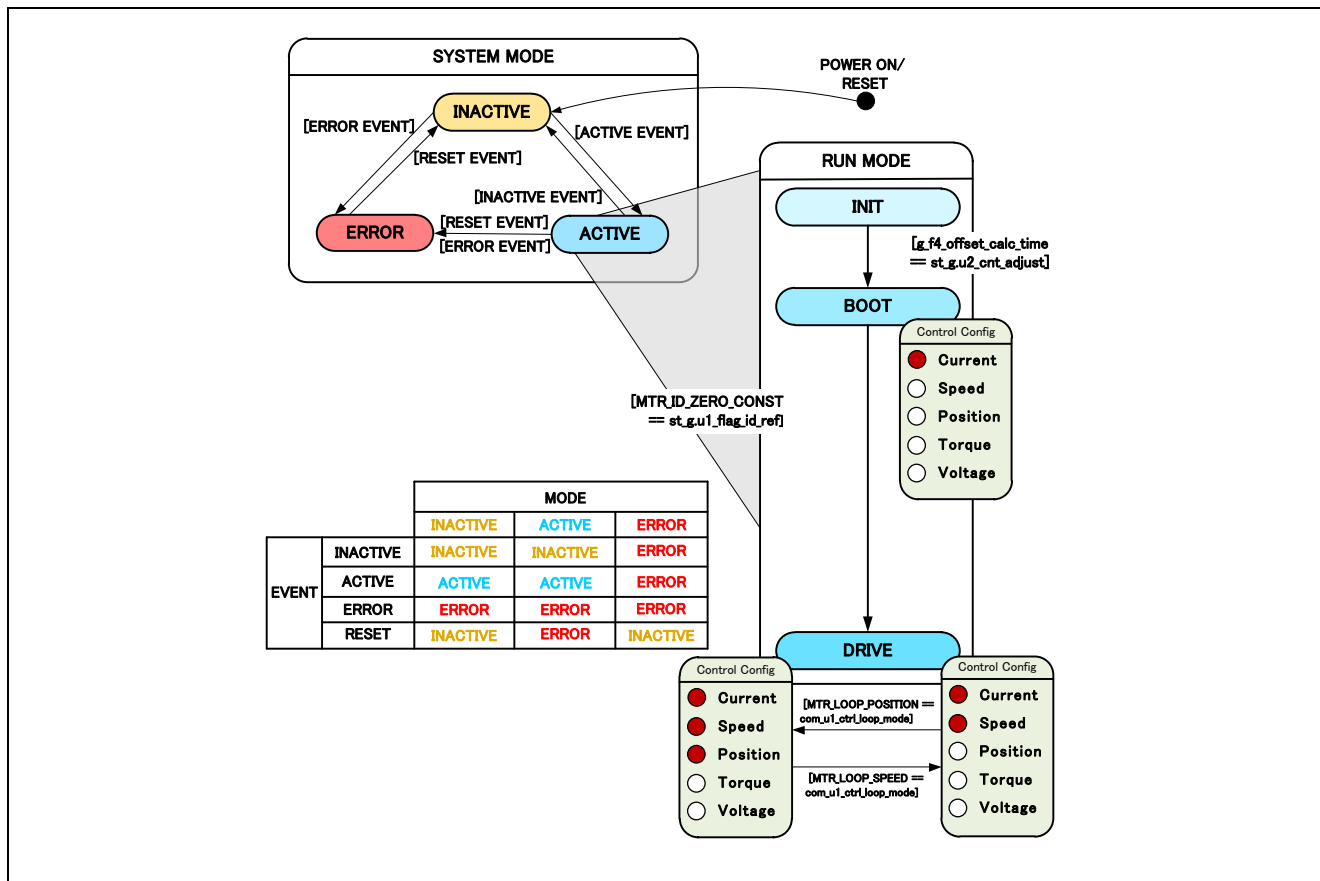 SYSTEM MODE
POWER ON/
RESET
INACTIVE
[ERROR EVENT]
[ACTIVE EVENT]
[RESET EVENT]
[INACTIVE EVENT]
[RESET EVENT]
ERROR
ACTIVE
[ERROR EVENT]
RUN MODE
INIT
[g_f4_offset_calc_time
== st_g.u2_cnt_adjust]
BOOT
Control Config
Current
Speed
Position
Torque
Voltage
[MTR_ID_ZERO_CONST
== st_g.u1_flag_id_ref]
MODE
INACTIVE ACTIVE ERROR
EVENT
INACTIVE INACTIVE INACTIVE ERROR
ACTIVE ACTIVE ACTIVE ERROR
ERROR ERROR ERROR ERROR
RESET INACTIVE ERROR INACTIVE
DRIVE
Control Config
Current
Speed
Position
Torque
Voltage
[MTR_LOOP_POSITION ==
com_u1_ctrl_loop_mode]
[MTR_LOOP_SPEED ==
com_u1_ctrl_loop_mode]
Control Config
Current
Speed
Position
Torque
Voltage